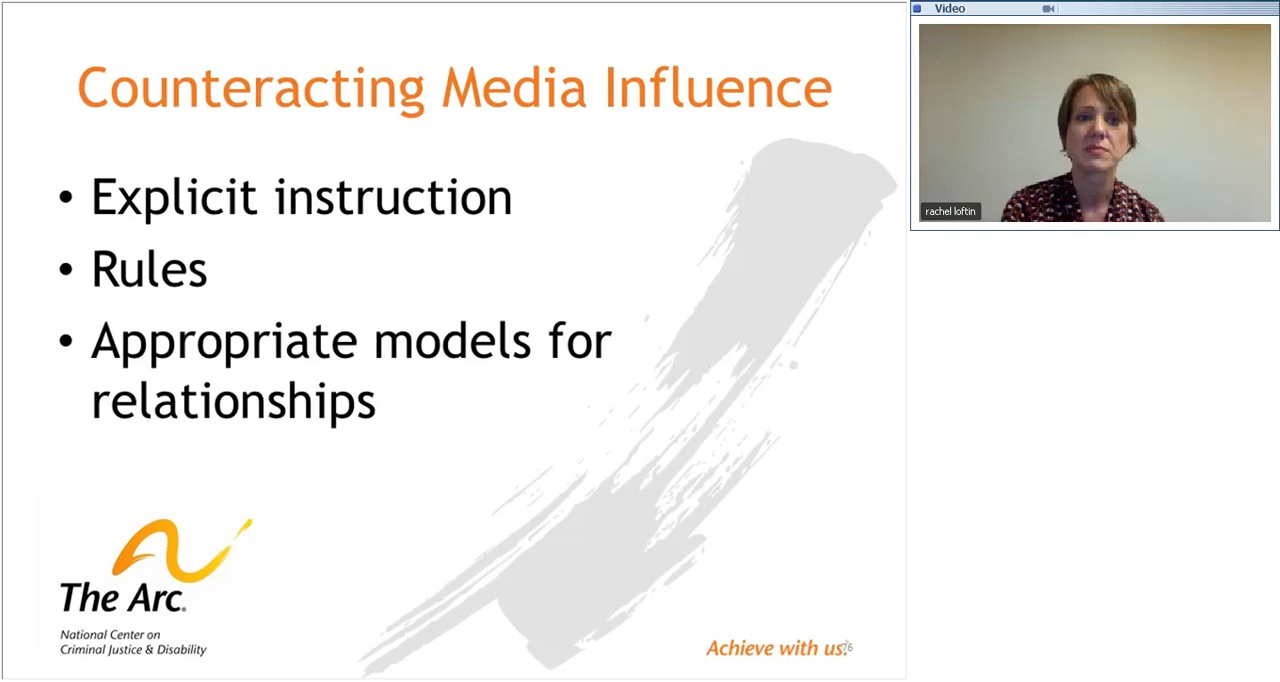 Counteracting Media Influence
• Explicit instruction
• Rules
• Appropriate models for
relationships
The Arc®
National Center on
Criminal Justice & Disability
Achieve with us.®
76
Video
rachel loftin